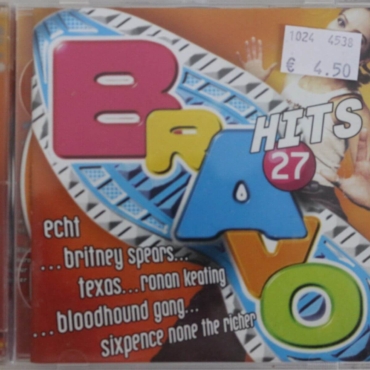 1024 4538
€ 4.50
BRAVO
HITS
27
echt
...britney spears...
texas...ronan keating
...bloodhound gang...
sixpence none the richer